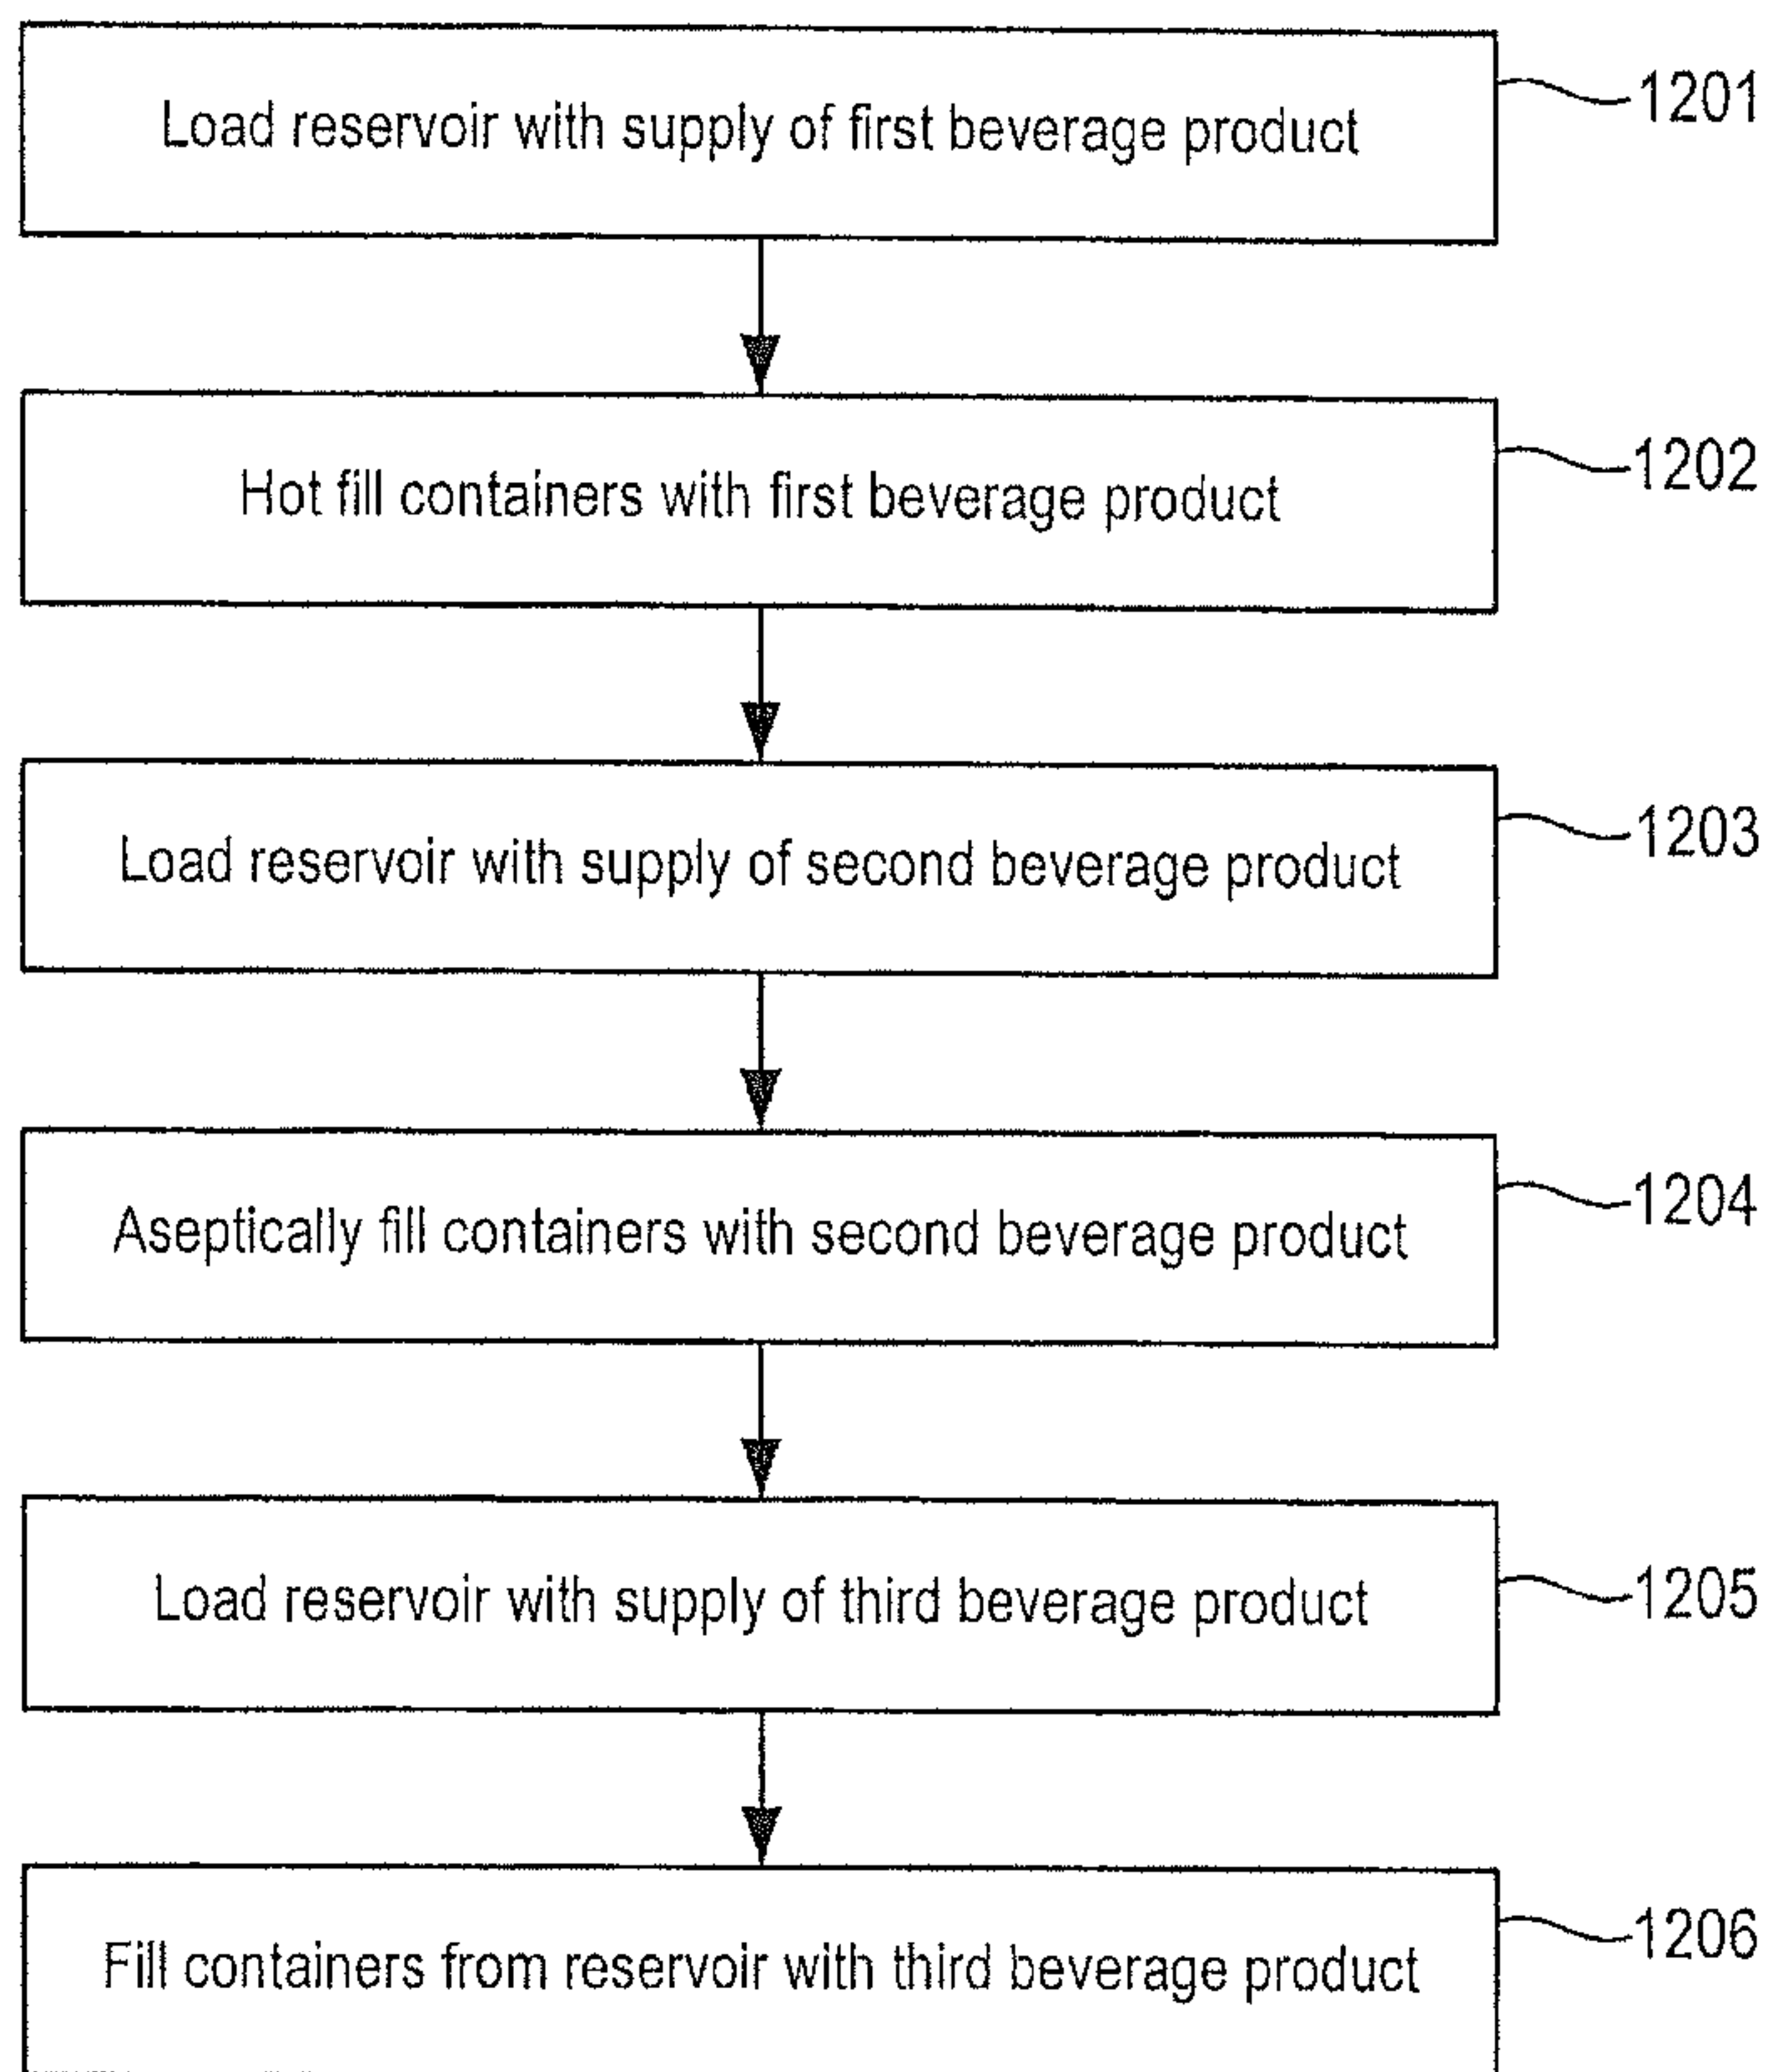 Load reservoir with supply of first beverage product
1201
Hot fill containers with first beverage product
1202
Load reservoir with supply of second beverage product
1203
Aseptically fill containers with second beverage product
1204
Load reservoir with supply of third beverage product
1205
Fill containers from reservoir with third beverage product
1206